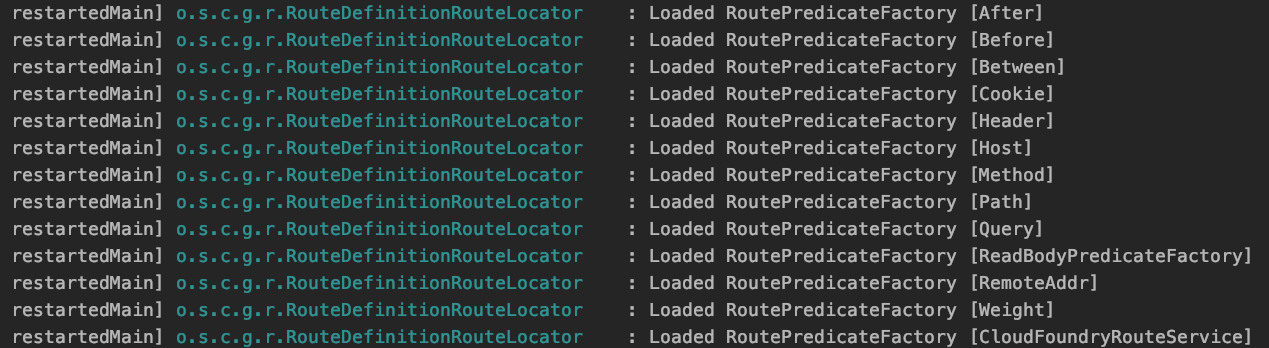 restartedMain] o.s.c.g.r.RouteDefinitionRouteLocator : Loaded RoutePredicateFactory [After]
restartedMain] o.s.c.g.r.RouteDefinitionRouteLocator : Loaded RoutePredicateFactory [Before]
restartedMain] o.s.c.g.r.RouteDefinitionRouteLocator : Loaded RoutePredicateFactory [Between]
restartedMain] o.s.c.g.r.RouteDefinitionRouteLocator : Loaded RoutePredicateFactory [Cookie]
restartedMain] o.s.c.g.r.RouteDefinitionRouteLocator : Loaded RoutePredicateFactory [Header]
restartedMain] o.s.c.g.r.RouteDefinitionRouteLocator : Loaded RoutePredicateFactory [Host]
restartedMain] o.s.c.g.r.RouteDefinitionRouteLocator : Loaded RoutePredicateFactory [Method]
restartedMain] o.s.c.g.r.RouteDefinitionRouteLocator : Loaded RoutePredicateFactory [Path]
restartedMain] o.s.c.g.r.RouteDefinitionRouteLocator : Loaded RoutePredicateFactory [Query]
restartedMain] o.s.c.g.r.RouteDefinitionRouteLocator : Loaded RoutePredicateFactory [ReadBodyPredicateFactory]
restartedMain] o.s.c.g.r.RouteDefinitionRouteLocator : Loaded RoutePredicateFactory [RemoteAddr]
restartedMain] o.s.c.g.r.RouteDefinitionRouteLocator : Loaded RoutePredicateFactory [Weight]
restartedMain] o.s.c.g.r.RouteDefinitionRouteLocator : Loaded RoutePredicateFactory [CloudFoundryRouteService]